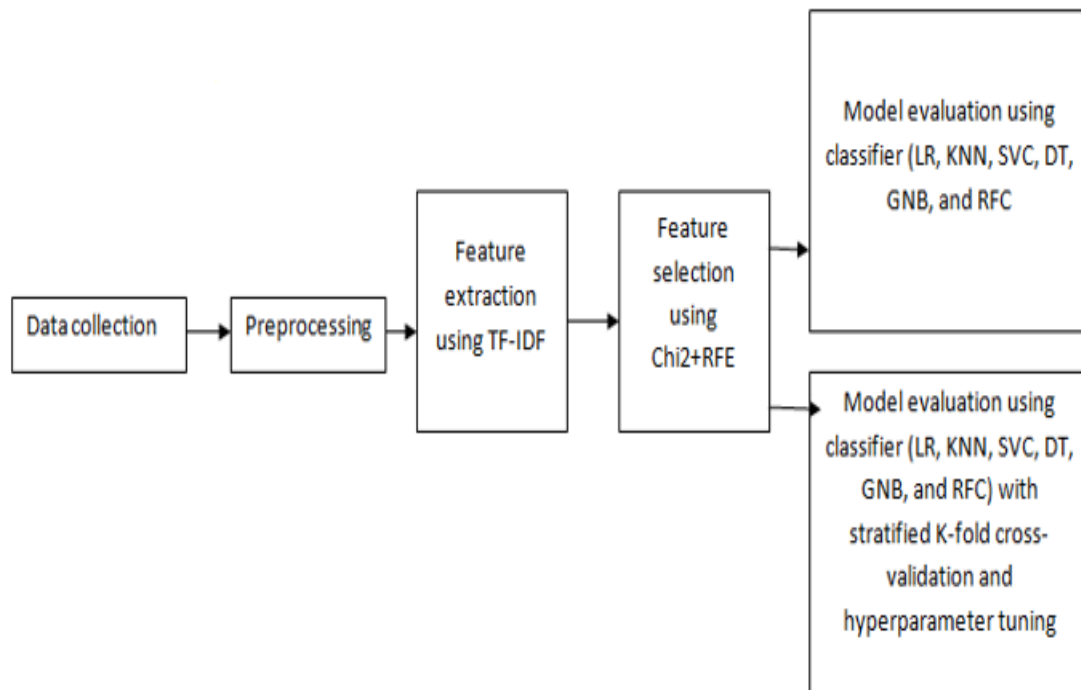 Data collection
Preprocessing
Feature
extraction
using TF-IDF
Feature
selection
using
Chi2+RFE
Model evaluation using
classifier (LR, KNN, SVC, DT,
GNB, and RFC
Model evaluation using
classifier (LR, KNN, SVC, DT,
GNB, and RFC) with
stratified K-fold cross-
validation and
hyperparameter tuning